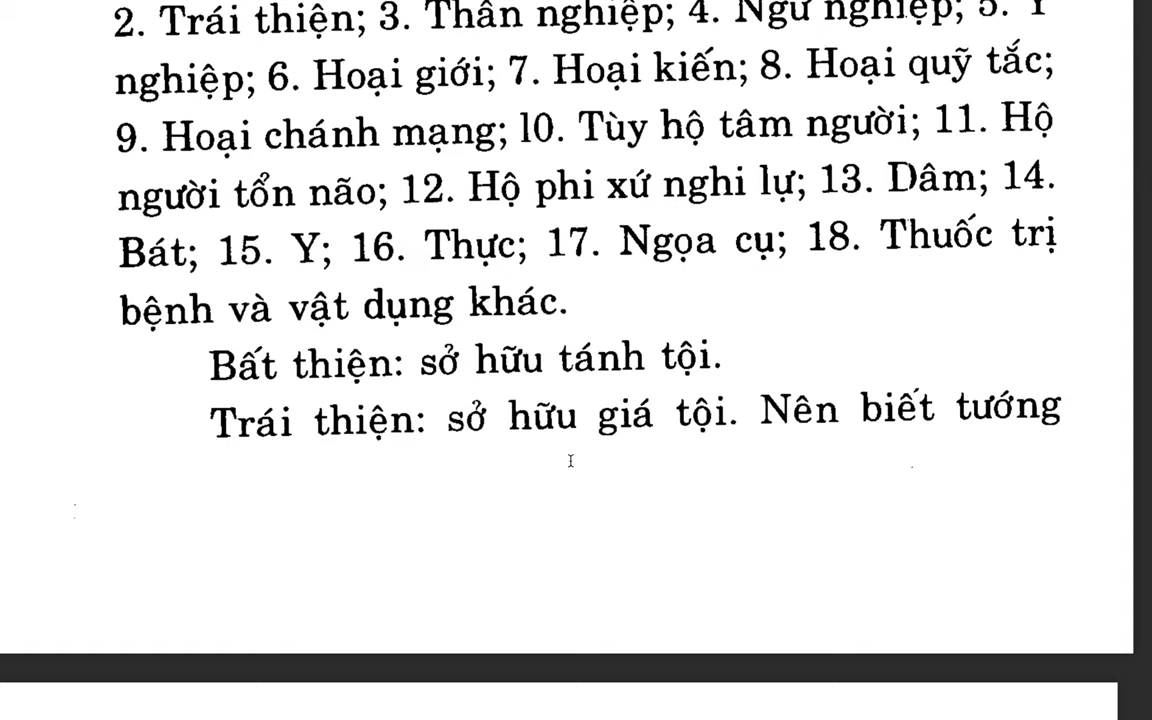 2. Trái thiện; 3. Thân nghiệp; 4. Ngữ nghiệp; 5. Ý
nghiệp; 6. Hoại giới; 7. Hoại kiến; 8. Hoại quỹ tắc;
9. Hoại chánh mạng; l0. Tùy hộ tâm người; 11. Hộ
người tổn não; 12. Hộ phi xứ nghi lự; 13. Dâm; 14.
Bát; 15. Y; 16. Thực; 17. Ngọa cụ; 18. Thuốc trị
bệnh và vật dụng khác.
Bất thiện: sở hữu tánh tội.
Trái thiện: sở hữu giá tội. Nên biết tướng